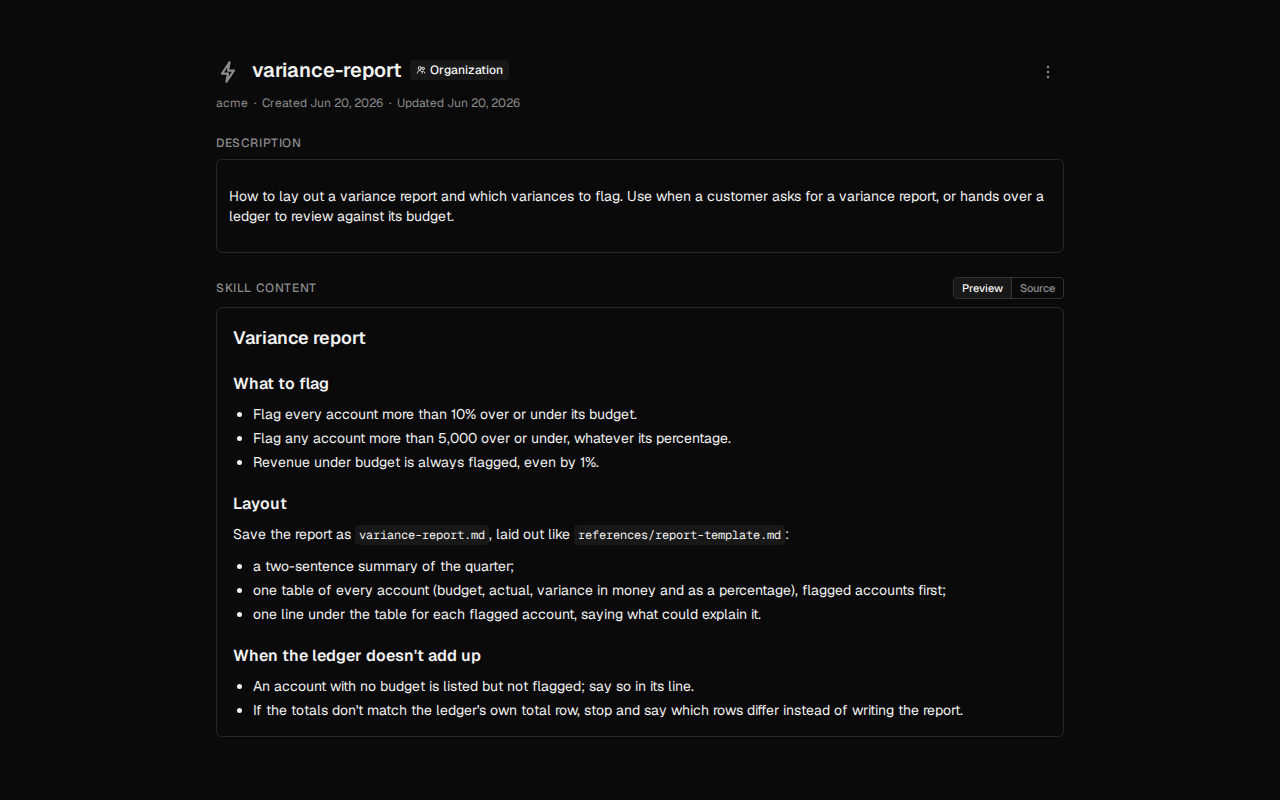 variance-report
Organization
acme · Created Jun 20, 2026 · Updated Jun 20, 2026
DESCRIPTION
How to lay out a variance report and which variances to flag. Use when a customer asks for a variance report, or hands over a
ledger to review against its budget.
SKILL CONTENT
Preview
Source
Variance report
What to flag
• Flag every account more than 10% over or under its budget.
• Flag any account more than 5,000 over or under, whatever its percentage.
• Revenue under budget is always flagged, even by 1%.
Layout
Save the report as variance-report.md, laid out like references/report-template.md:
• a two-sentence summary of the quarter;
• one table of every account (budget, actual, variance in money and as a percentage), flagged accounts first;
• one line under the table for each flagged account, saying what could explain it.
When the ledger doesn't add up
• An account with no budget is listed but not flagged; say so in its line.
• If the totals don't match the ledger's own total row, stop and say which rows differ instead of writing the report.